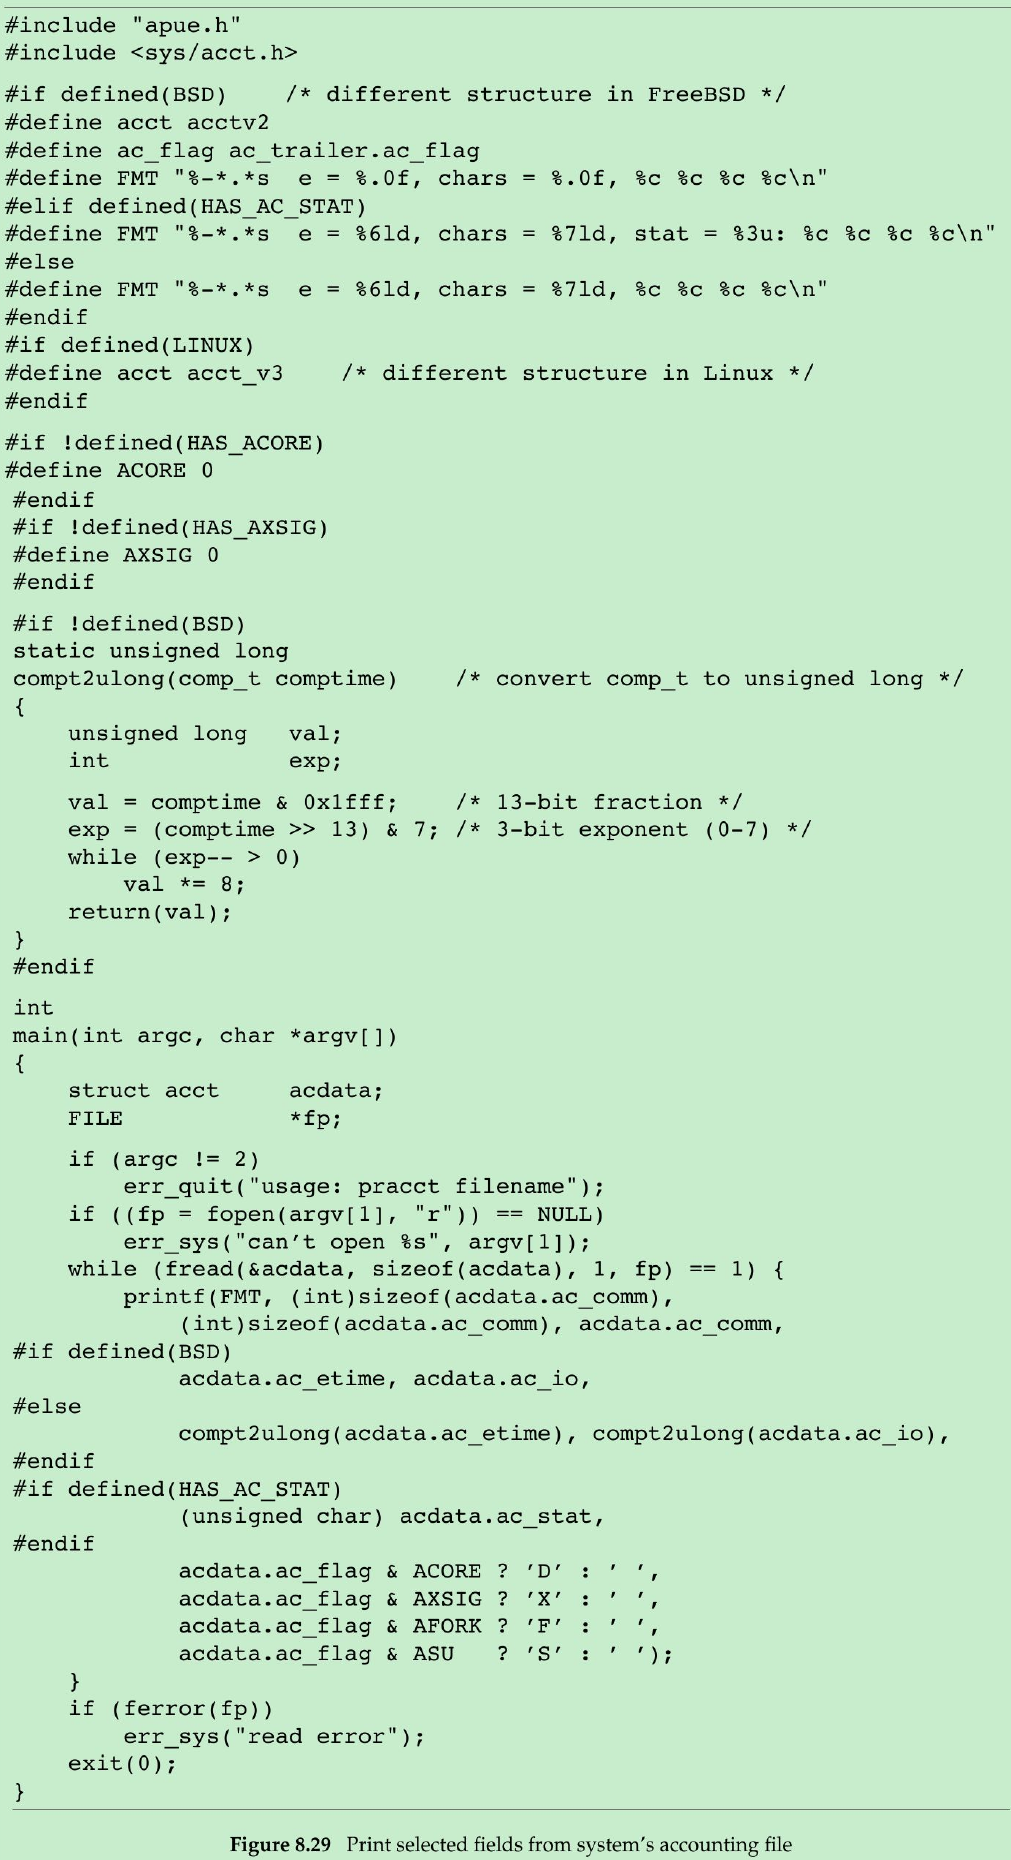 #include "apue.h"
#include <sys/acct.h>
#if defined(BSD)    /* different structure in FreeBSD */
#define acct acctv2
#define ac_flag ac_trailer.ac_flag
#define FMT "%-*.*s  e = %.0f, chars = %.0f, %c %c %c %c\n"
#elif defined(HAS_AC_STAT)
#define FMT "%-*.*s  e = %6ld, chars = %7ld, stat = %3u: %c %c %c %c\n"
#else
#define FMT "%-*.*s  e = %6ld, chars = %7ld, %c %c %c %c\n"
#endif
#if defined(LINUX)
#define acct acct_v3    /* different structure in Linux */
#endif
#if !defined(HAS_ACORE)
#define ACORE 0
#endif
#if !defined(HAS_AXSIG)
#define AXSIG 0
#endif
#if !defined(BSD)
static unsigned long
compt2ulong(comp_t comptime)    /* convert comp_t to unsigned long */
{
    unsigned long   val;
    int             exp;
    val = comptime & 0x1fff;    /* 13-bit fraction */
    exp = (comptime >> 13) & 7; /* 3-bit exponent (0-7) */
    while (exp-- > 0)
        val *= 8;
    return(val);
}
#endif
int
main(int argc, char *argv[])
{
    struct acct     acdata;
    FILE            *fp;
    if (argc != 2)
        err_quit("usage: pracct filename");
    if ((fp = fopen(argv[1], "r")) == NULL)
        err_sys("can't open %s", argv[1]);
    while (fread(&acdata, sizeof(acdata), 1, fp) == 1) {
        printf(FMT, (int)sizeof(acdata.ac_comm),
            (int)sizeof(acdata.ac_comm), acdata.ac_comm,
#if defined(BSD)
            acdata.ac_etime, acdata.ac_io,
#else
            compt2ulong(acdata.ac_etime), compt2ulong(acdata.ac_io),
#endif
#if defined(HAS_AC_STAT)
            (unsigned char) acdata.ac_stat,
#endif
            acdata.ac_flag & ACORE ? 'D' : ' ',
            acdata.ac_flag & AXSIG ? 'X' : ' ',
            acdata.ac_flag & AFORK ? 'F' : ' ',
            acdata.ac_flag & ASU   ? 'S' : ' ');
    }
    if (ferror(fp))
        err_sys("read error");
    exit(0);
}
Figure 8.29 Print selected fields from system's accounting file